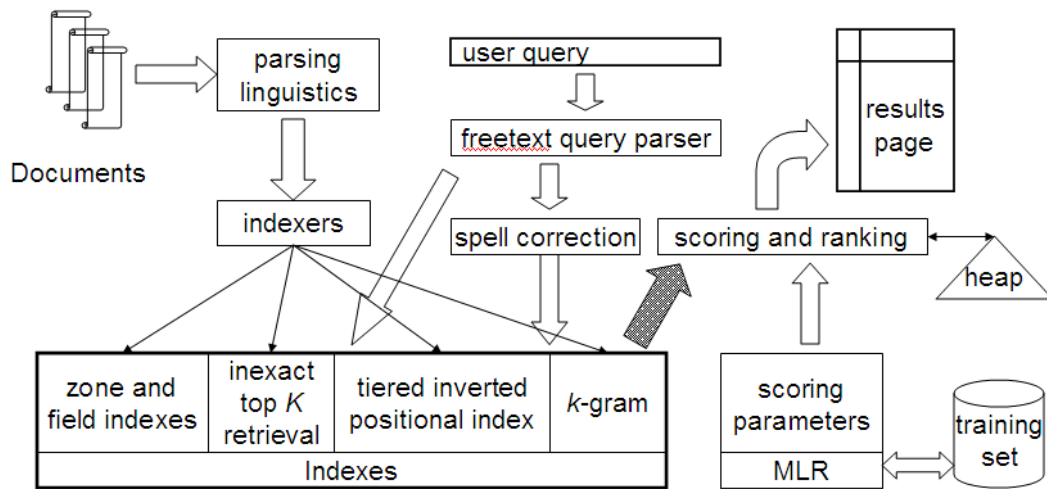 parsing
linguistics
user query
results
page
freetext query parser
Documents
indexers
spell correction
scoring and ranking
heap
zone and
field indexes
inexact
top K
retrieval
tiered inverted
positional index
k-gram
Indexes
scoring
parameters
MLR
training
set